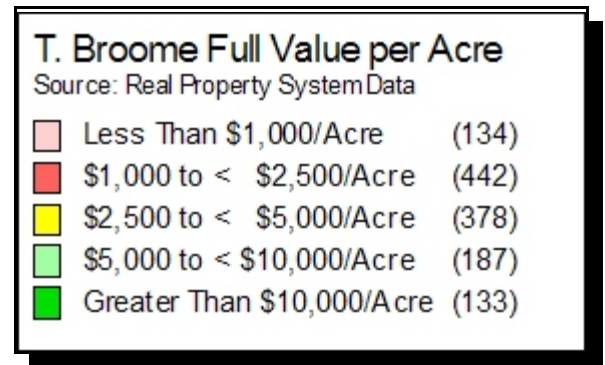 T. Broome Full Value per Acre
Source: Real Property System Data
Less Than $1,000/Acre (134)
$1,000 to < $2,500/Acre (442)
$2,500 to < $5,000/Acre (378)
$5,000 to < $10,000/Acre (187)
Greater Than $10,000/Acre (133)